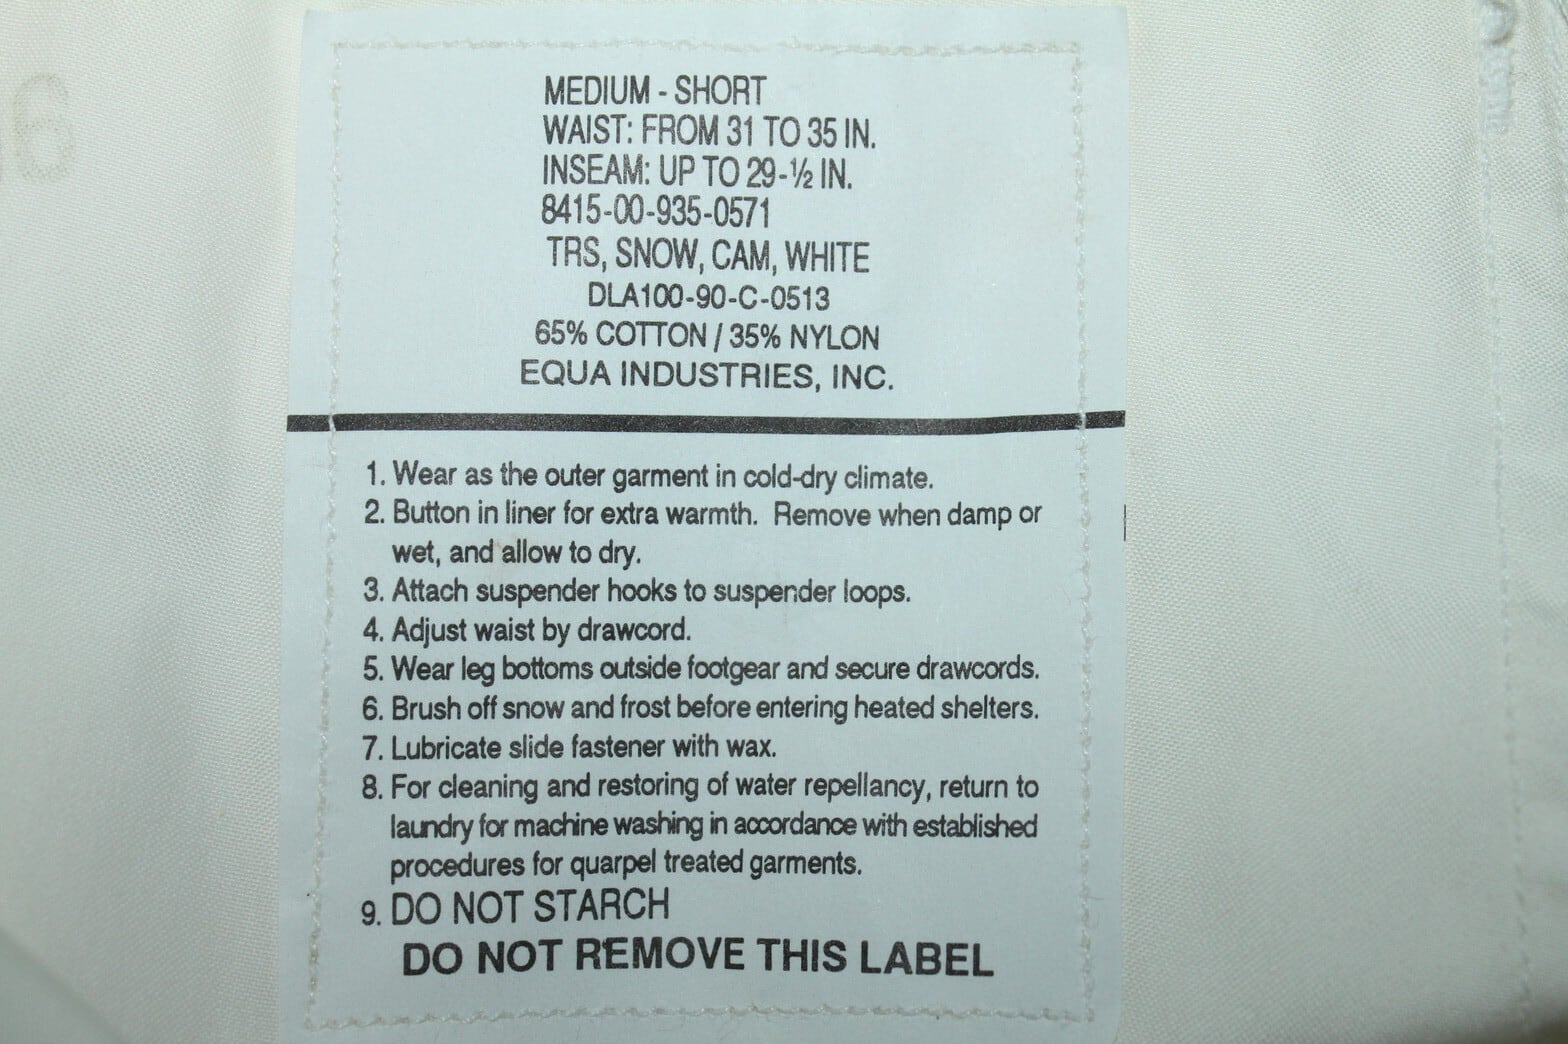 MEDIUM - SHORT
WAIST: FROM 31 TO 35 IN.
INSEAM: UP TO 29-½ IN.
8415-00-935-0571
TRS, SNOW, CAM, WHITE
DLA100-90-C-0513
65% COTTON / 35% NYLON
EQUA INDUSTRIES, INC.
1. Wear as the outer garment in cold-dry climate.
2. Button in liner for extra warmth. Remove when damp or
wet, and allow to dry.
3. Attach suspender hooks to suspender loops.
4. Adjust waist by drawcord.
5. Wear leg bottoms outside footgear and secure drawcords.
6. Brush off snow and frost before entering heated shelters.
7. Lubricate slide fastener with wax.
8. For cleaning and restoring of water repellancy, return to
laundry for machine washing in accordance with established
procedures for quarpel treated garments.
9. DO NOT STARCH
DO NOT REMOVE THIS LABEL